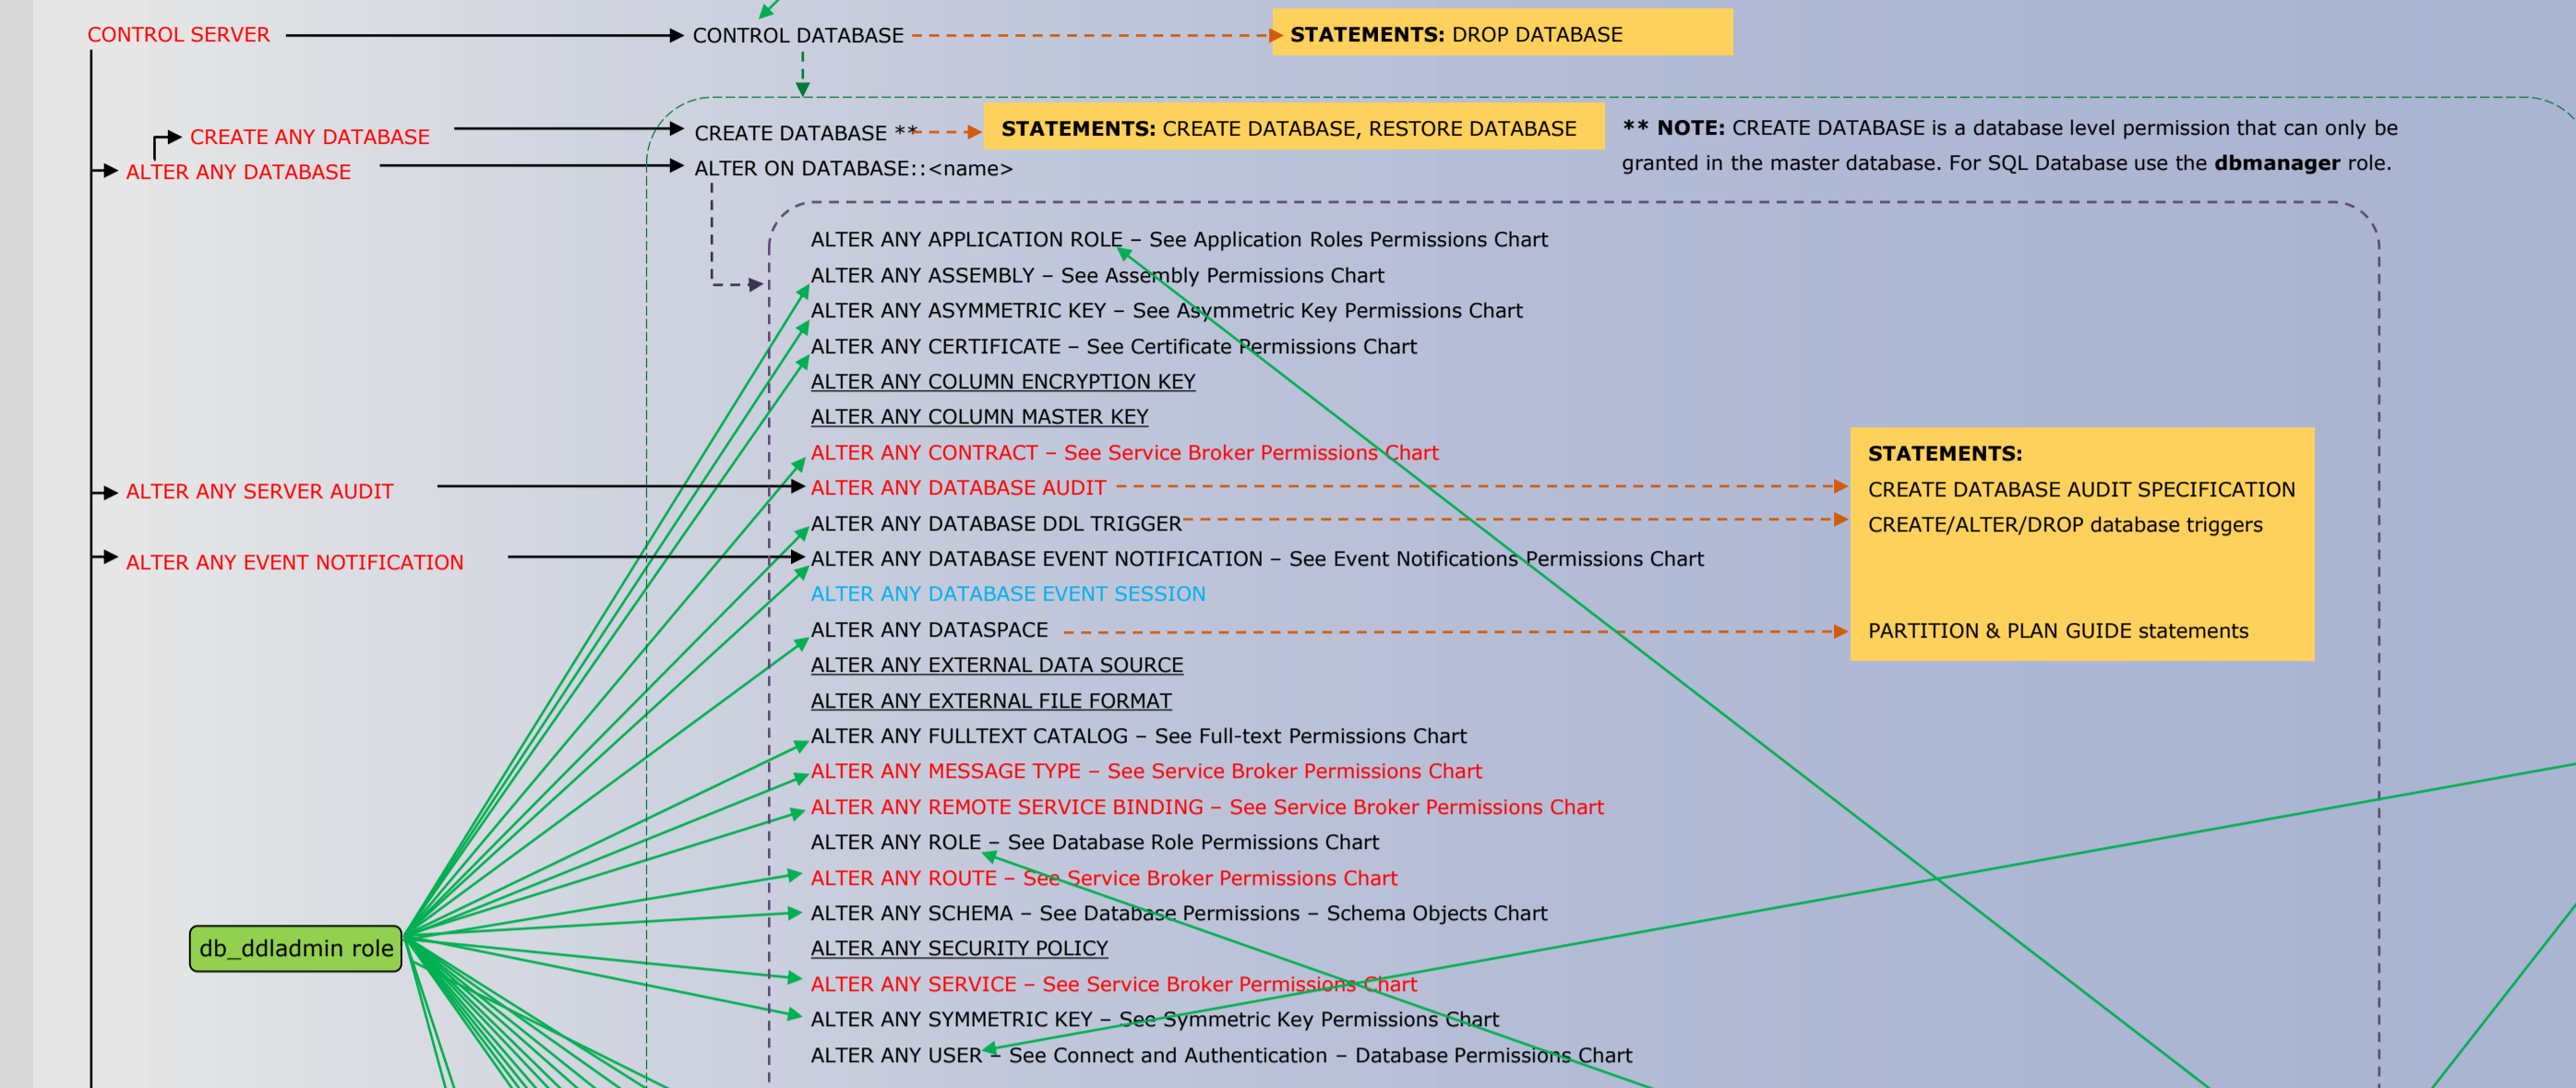 CONTROL SERVER
CONTROL DATABASE
STATEMENTS: DROP DATABASE
CREATE ANY DATABASE
CREATE DATABASE **
STATEMENTS: CREATE DATABASE, RESTORE DATABASE
** NOTE: CREATE DATABASE is a database level permission that can only be
granted in the master database. For SQL Database use the dbmanager role.
ALTER ANY DATABASE
ALTER ON DATABASE::<name>
ALTER ANY APPLICATION ROLE – See Application Roles Permissions Chart
ALTER ANY ASSEMBLY – See Assembly Permissions Chart
ALTER ANY ASYMMETRIC KEY – See Asymmetric Key Permissions Chart
ALTER ANY CERTIFICATE – See Certificate Permissions Chart
ALTER ANY COLUMN ENCRYPTION KEY
ALTER ANY COLUMN MASTER KEY
ALTER ANY CONTRACT – See Service Broker Permissions Chart
STATEMENTS:
ALTER ANY SERVER AUDIT
ALTER ANY DATABASE AUDIT
CREATE DATABASE AUDIT SPECIFICATION
ALTER ANY DATABASE DDL TRIGGER
CREATE/ALTER/DROP database triggers
ALTER ANY EVENT NOTIFICATION
ALTER ANY DATABASE EVENT NOTIFICATION – See Event Notifications Permissions Chart
ALTER ANY DATABASE EVENT SESSION
ALTER ANY DATASPACE
PARTITION & PLAN GUIDE statements
ALTER ANY EXTERNAL DATA SOURCE
ALTER ANY EXTERNAL FILE FORMAT
ALTER ANY FULLTEXT CATALOG – See Full-text Permissions Chart
ALTER ANY MESSAGE TYPE – See Service Broker Permissions Chart
ALTER ANY REMOTE SERVICE BINDING – See Service Broker Permissions Chart
ALTER ANY ROLE – See Database Role Permissions Chart
ALTER ANY ROUTE – See Service Broker Permissions Chart
ALTER ANY SCHEMA – See Database Permissions – Schema Objects Chart
db_ddladmin role
ALTER ANY SECURITY POLICY
ALTER ANY SERVICE – See Service Broker Permissions Chart
ALTER ANY SYMMETRIC KEY – See Symmetric Key Permissions Chart
ALTER ANY USER – See Connect and Authentication – Database Permissions Chart